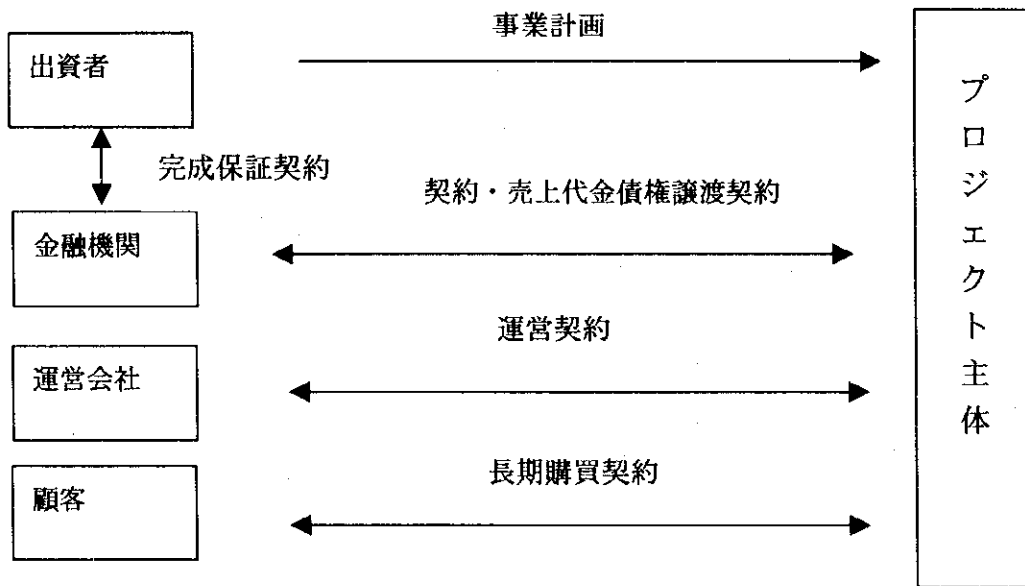 事業計画
出資者
完成保証契約
契約・売上代金債権譲渡契約
金融機関
運営契約
運営会社
長期購買契約
顧客
プロジェクト主体